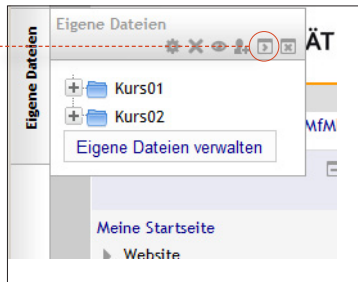 Eigene Dateien
Eigene Dateien
ÄT
Kurs01
Kurs02
MfM
Eigene Dateien verwalten
Meine Startseite
Website